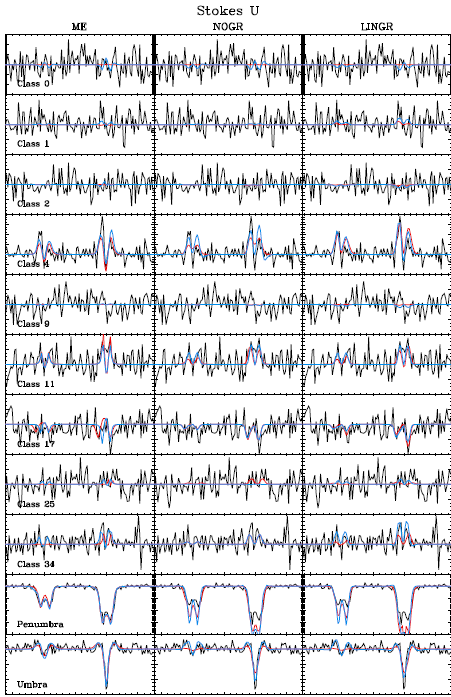 Stokes U
ME NOGR LINGR
Class 0
Class 1
Class 2
Class 4
Class 9
Class 11
Class 17
Class 25
Class 34
Penumbra
Umbra